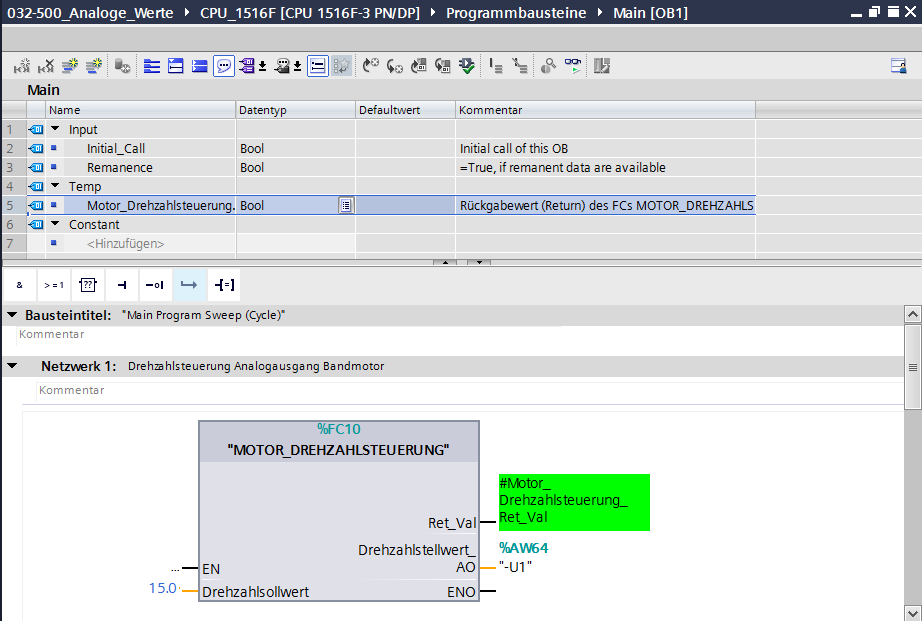 032-500_Analoge_Werte ▸ CPU_1516F [CPU 1516F-3 PN/DP] ▸ Programmbausteine ▸ Main [OB1]
Main
Name Datentyp Defaultwert Kommentar
1 Input
2 Initial_Call Bool Initial call of this OB
3 Remanence Bool =True, if remanent data are available
4 Temp
5 Motor_Drehzahlsteuerung. Bool Rückgabewert (Return) des FCs MOTOR_DREHZAHLS
6 Constant
7 <Hinzufügen>
& >=1 ?? -[=]
Bausteintitel: "Main Program Sweep (Cycle)"
Kommentar
Netzwerk 1: Drehzahlsteuerung Analogausgang Bandmotor
Kommentar
%FC10
"MOTOR_DREHZAHLSTEUERUNG"
#Motor_
Drehzahlsteuerung_
Ret_Val Ret_Val
Drehzahlstellwert_ %AW64
AO "-U1"
... EN
15.0 Drehzahlsollwert ENO